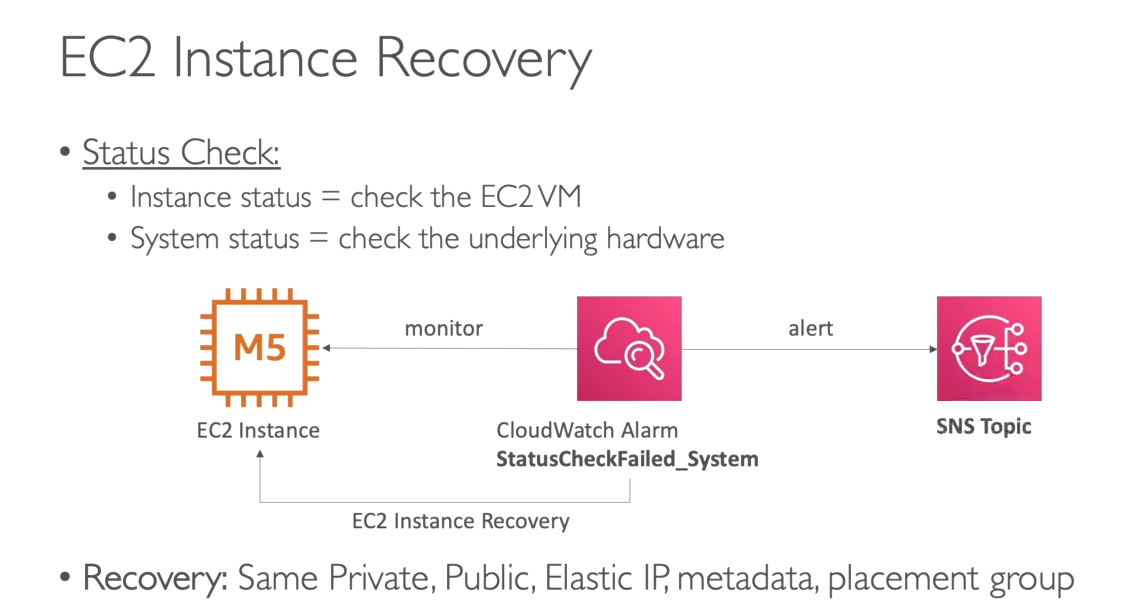 EC2 Instance Recovery
• Status Check:
• Instance status = check the EC2 VM
• System status = check the underlying hardware
M5
monitor
alert
EC2 Instance
CloudWatch Alarm
StatusCheckFailed_System
SNS Topic
EC2 Instance Recovery
• Recovery: Same Private, Public, Elastic IP, metadata, placement group